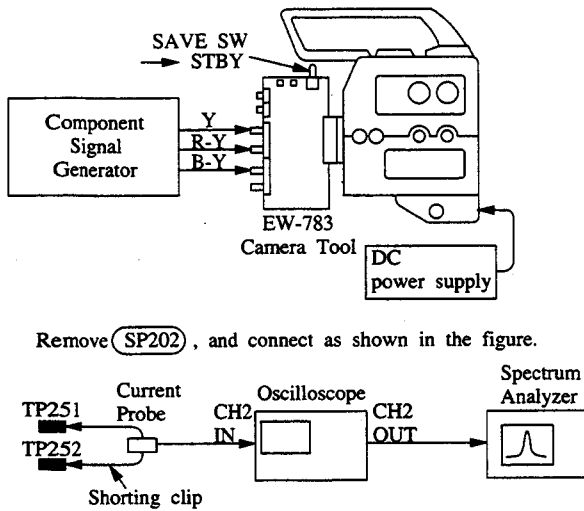 SAVE SW
→ STBY
Component
Signal
Generator
Y
R-Y
B-Y
EW-783
Camera Tool
DC
power supply
Remove SP202 , and connect as shown in the figure.
TP251
TP252
Current
Probe
Shorting clip
CH2
IN
Oscilloscope
CH2
OUT
Spectrum
Analyzer